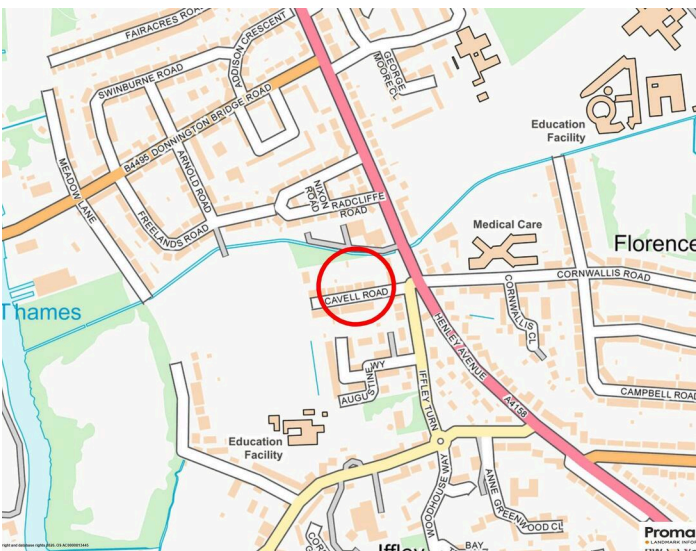 FAIRACRES ROAD
SWINBURNE ROAD
ADDISON CRESCENT
GEORGE
MOORE CL
B4495 DONNINGTON BRIDGE ROAD
Education
Facility
MEADOW LANE
ARNOLD ROAD
FREELANDS ROAD
NIXON
ROAD
RADCLIFFE
ROAD
Medical Care
Florence
CORNWALLIS ROAD
CORNWALLIS CL
CAVELL ROAD
Thames
HENLEY AVENUE
A4158
AUGUSTINE WY
IFFLEY TURN
CAMPBELL ROAD
Education
Facility
WOODHOUSE WAY
ANNE GREENWOOD CL
Iffley
BAY
Promo
LANDMARK INFO